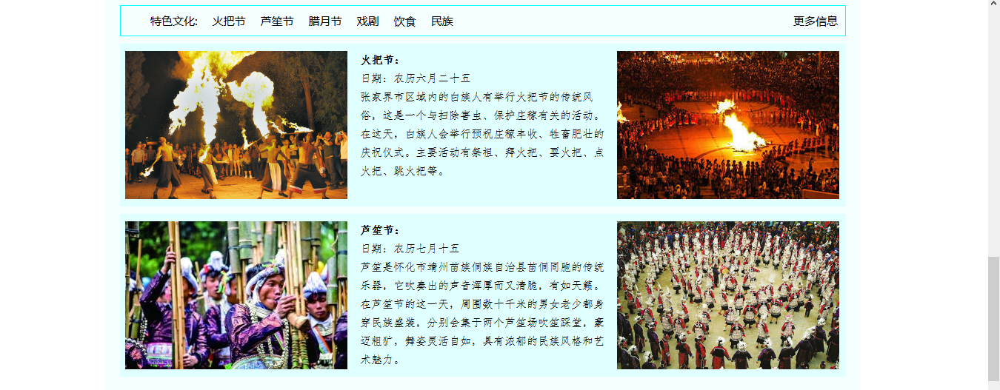 特色文化: 火把节 芦笙节 腊月节 戏剧 饮食 民族 更多信息
火把节：
日期：农历六月二十五
张家界市区域内的白族人有举行火把节的传统风
俗，这是一个与扫除害虫、保护庄稼有关的活动。
在这天，白族人会举行预祝庄稼丰收、牲畜肥壮的
庆祝仪式。主要活动有祭祖、拜火把、耍火把、点
火把、跳火把等。
芦笙节：
日期：农历七月十五
芦笙是怀化市靖州苗族侗族自治县苗侗同胞的传统
乐器，它吹奏出的声音浑厚而又清脆，有如天籁。
在芦笙节的这一天，周围数十千米的男女老少都身
穿民族盛装，分别会集于两个芦笙场吹笙踩堂，豪
迈粗犷，舞姿灵活自如，具有浓郁的民族风格和艺
术魅力。